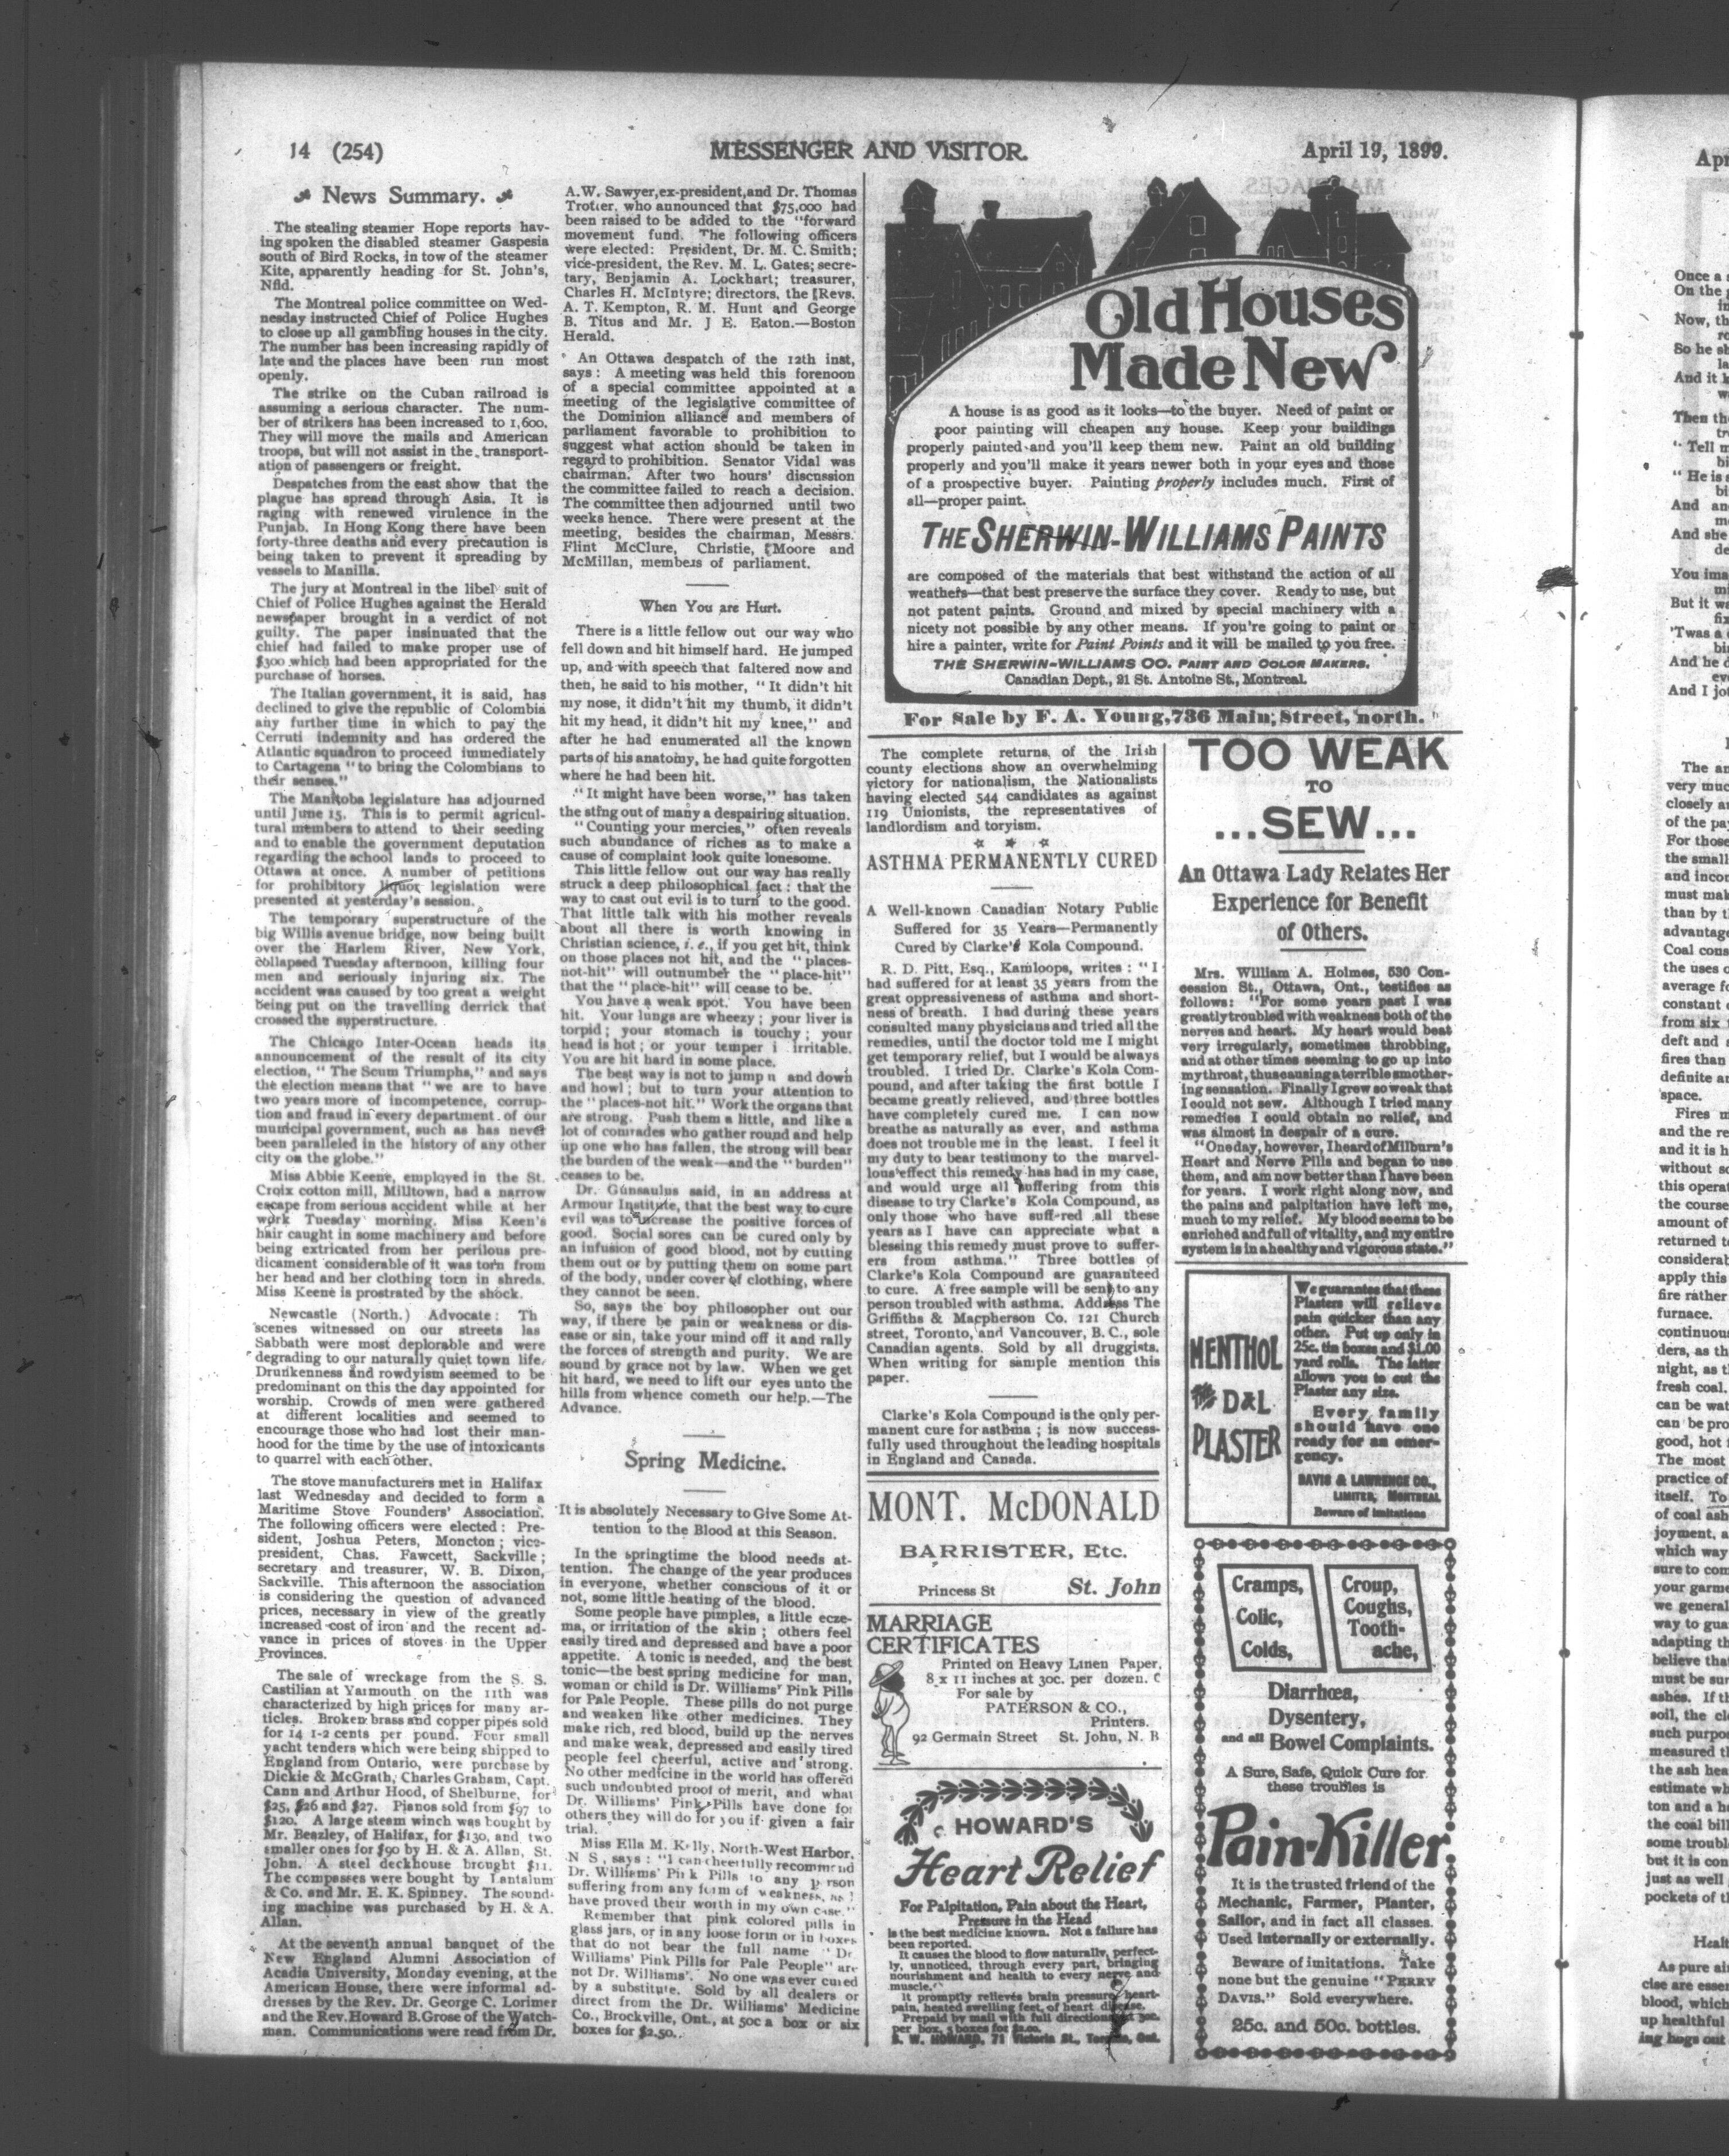 14 (254)
MESSENGER AND VISITOR.
April 19, 1899.
News Summary.
The stealing steamer Hope reports hav-
ing spoken the disabled steamer Gaspesia
south of Bird Rocks, in tow of the steamer
Kite, apparently heading for St. John's,
Nfld.
The Montreal police committee on Wed-
nesday instructed Chief of Police Hughes
to close up all gambling houses in the city.
The number has been increasing rapidly of
late and the places have been run most
openly.
The strike on the Cuban railroad is
assuming a serious character. The num-
ber of strikers has been increased to 1,600.
They will move the mails and American
troops, but will not assist in the transport-
ation of passengers or freight.
Despatches from the east show that the
plague has spread through Asia. It is
raging with renewed virulence in the
Punjab. In Hong Kong there have been
forty-three deaths and every precaution is
being taken to prevent it spreading by
vessels to Manilla.
The jury at Montreal in the libel suit of
Chief of Police Hughes against the Herald
newspaper brought in a verdict of not
guilty. The paper insinuated that the
chief had failed to make proper use of
$300 which had been appropriated for the
purchase of horses.
The Italian government, it is said, has
declined to give the republic of Colombia
any further time in which to pay the
Cerruti indemnity and has ordered the
Atlantic squadron to proceed immediately
to Cartagena "to bring the Colombians to
their senses."
The Manitoba legislature has adjourned
until June 15. This is to permit agricul-
tural members to attend to their seeding
and to enable the government deputation
regarding the school lands to proceed to
Ottawa at once. A number of petitions
for prohibitory liquor legislation were
presented at yesterday's session.
The temporary superstructure of the
big Willis avenue bridge, now being built
over the Harlem River, New York,
collapsed Tuesday afternoon, killing four
men and seriously injuring six. The
accident was caused by too great a weight
being put on the travelling derrick that
crossed the superstructure.
The Chicago Inter-Ocean heads its
announcement of the result of its city
election, "The Scum Triumphs," and says
the election means that "we are to have
two years more of incompetence, corrup-
tion and fraud in every department of our
municipal government, such as has never
been paralleled in the history of any other
city on the globe."
Miss Abbie Keene, employed in the St.
Croix cotton mill, Milltown, had a narrow
escape from serious accident while at her
work Tuesday morning. Miss Keen's
hair caught in some machinery and before
being extricated from her perilous pre-
dicament considerable of it was torn from
her head and her clothing torn in shreds.
Miss Keene is prostrated by the shock.
Newcastle (North.) Advocate: Th
scenes witnessed on our streets las
Sabbath were most deplorable and were
degrading to our naturally quiet town life.
Drunkenness and rowdyism seemed to be
predominant on this the day appointed for
worship. Crowds of men were gathered
at different localities and seemed to
encourage those who had lost their man-
hood for the time by the use of intoxicants
to quarrel with each other.
The stove manufacturers met in Halifax
last Wednesday and decided to form a
Maritime Stove Founders' Association.
The following officers were elected: Pre-
sident, Joshua Peters, Moncton; vice-
president, Chas. Fawcett, Sackville;
secretary and treasurer, W. B. Dixon,
Sackville. This afternoon the association
is considering the question of advanced
prices, necessary in view of the greatly
increased cost of iron and the recent ad-
vance in prices of stoves in the Upper
Provinces.
The sale of wreckage from the S. S.
Castilian at Yarmouth on the 11th was
characterized by high prices for many ar-
ticles. Broken brass and copper pipes sold
for 14 1-2 cents per pound. Four small
yacht tenders which were being shipped to
England from Ontario, were purchase by
Dickie & McGrath, Charles Graham, Capt.
Cann and Arthur Hood, of Shelburne, for
$25, $26 and $27. Pianos sold from $97 to
$120. A large steam winch was bought by
Mr. Beazley, of Halifax, for $130, and two
smaller ones for $90 by H. & A. Allan, St.
John. A steel deckhouse brought $11.
The compasses were bought by Lantalum
& Co. and Mr. E. K. Spinney. The sound-
ing machine was purchased by H. & A.
Allan.
At the seventh annual banquet of the
New England Alumni Association of
Acadia University, Monday evening, at the
American House, there were informal ad-
dresses by the Rev. Dr. George C. Lorimer
and the Rev. Howard B. Grose of the Watch-
man. Communications were read from Dr.
A. W. Sawyer, ex-president, and Dr. Thomas
Trotter, who announced that $75,000 had
been raised to be added to the "forward
movement fund. The following officers
were elected: President, Dr. M. C. Smith;
vice-president, the Rev. M. L. Gates; secre-
tary, Benjamin A. Lockhart; treasurer,
Charles H. McIntyre; directors, the Revs.
A. T. Kempton, R. M. Hunt and George
B. Titus and Mr. J E. Eaton.—Boston
Herald.
An Ottawa despatch of the 12th inst,
says: A meeting was held this forenoon
of a special committee appointed at a
meeting of the legislative committee of
the Dominion alliance and members of
parliament favorable to prohibition to
suggest what action should be taken in
regard to prohibition. Senator Vidal was
chairman. After two hours' discussion
the committee failed to reach a decision.
The committee then adjourned until two
weeks hence. There were present at the
meeting, besides the chairman, Messrs.
Flint McClure, Christie, Moore and
McMillan, members of parliament.
When You are Hurt.
There is a little fellow out our way who
fell down and hit himself hard. He jumped
up, and with speech that faltered now and
then, he said to his mother, "It didn't hit
my nose, it didn't hit my thumb, it didn't
hit my head, it didn't hit my knee," and
after he had enumerated all the known
parts of his anatomy, he had quite forgotten
where he had been hit.
"It might have been worse," has taken
the sting out of many a despairing situation.
"Counting your mercies," often reveals
such abundance of riches as to make a
cause of complaint look quite lonesome.
This little fellow out our way has really
struck a deep philosophical fact: that the
way to cast out evil is to turn to the good.
That little talk with his mother reveals
about all there is worth knowing in
Christian science, i. e., if you get hit, think
on those places not hit, and the "places-
not-hit" will outnumber the "place-hit"
that the "place-hit" will cease to be.
You have a weak spot. You have been
hit. Your lungs are wheezy; your liver is
torpid; your stomach is touchy; your
head is hot; or your temper i irritable.
You are hit hard in some place.
The best way is not to jump u and down
and howl; but to turn your attention to
the "places-not hit." Work the organs that
are strong. Push them a little, and like a
lot of comrades who gather round and help
up one who has fallen, the strong will bear
the burden of the weak—and the "burden"
ceases to be.
Dr. Gunsaulus said, in an address at
Armour Institute, that the best way to cure
evil was to increase the positive forces of
good. Social sores can be cured only by
an infusion of good blood, not by cutting
them out or by putting them on some part
of the body, under cover of clothing, where
they cannot be seen.
So, says the boy philosopher out our
way, if there be pain or weakness or dis-
ease or sin, take your mind off it and rally
the forces of strength and purity. We are
sound by grace not by law. When we get
hit hard, we need to lift our eyes unto the
hills from whence cometh our help.—The
Advance.
Spring Medicine.
It is absolutely Necessary to Give Some At-
tention to the Blood at this Season.
In the springtime the blood needs at-
tention. The change of the year produces
in everyone, whether conscious of it or
not, some little heating of the blood.
Some people have pimples, a little ecze-
ma, or irritation of the skin; others feel
easily tired and depressed and have a poor
appetite. A tonic is needed, and the best
tonic—the best spring medicine for man,
woman or child is Dr. Williams' Pink Pills
for Pale People. These pills do not purge
and weaken like other medicines. They
make rich, red blood, build up the nerves
and make weak, depressed and easily tired
people feel cheerful, active and strong.
No other medicine in the world has offered
such undoubted proof of merit, and what
Dr. Williams' Pink Pills have done for
others they will do for you if given a fair
trial.
Miss Ella M. Kelly, North-West Harbor,
N S, says: "I can cheerfully recommend
Dr. Williams' Pink Pills to any person
suffering from any form of weakness, as I
have proved their worth in my own case."
Remember that pink colored pills in
glass jars, or in any loose form or in boxes
that do not bear the full name "Dr
Williams' Pink Pills for Pale People" are
not Dr. Williams'. No one was ever cured
by a substitute. Sold by all dealers or
direct from the Dr. Williams' Medicine
Co., Brockville, Ont., at 50c a box or six
boxes for $2.50.
Old Houses
Made New
A house is as good as it looks—to the buyer. Need of paint or
poor painting will cheapen any house. Keep your buildings
properly painted and you'll keep them new. Paint an old building
properly and you'll make it years newer both in your eyes and those
of a prospective buyer. Painting properly includes much. First of
all—proper paint.
THE SHERWIN-WILLIAMS PAINTS
are composed of the materials that best withstand the action of all
weathers—that best preserve the surface they cover. Ready to use, but
not patent paints. Ground and mixed by special machinery with a
nicety not possible by any other means. If you're going to paint or
hire a painter, write for Paint Points and it will be mailed to you free.
THE SHERWIN-WILLIAMS CO. PAINT AND COLOR MAKERS.
Canadian Dept., 21 St. Antoine St., Montreal.
For Sale by F. A. Young, 736 Main Street, north.
The complete returns of the Irish
county elections show an overwhelming
victory for nationalism, the Nationalists
having elected 544 candidates as against
119 Unionists, the representatives of
landlordism and toryism.
* * *
ASTHMA PERMANENTLY CURED
A Well-known Canadian Notary Public
Suffered for 35 Years—Permanently
Cured by Clarke's Kola Compound.
R. D. Pitt, Esq., Kamloops, writes: "I
had suffered for at least 35 years from the
great oppressiveness of asthma and short-
ness of breath. I had during these years
consulted many physicians and tried all the
remedies, until the doctor told me I might
get temporary relief, but I would be always
troubled. I tried Dr. Clarke's Kola Com-
pound, and after taking the first bottle I
became greatly relieved, and three bottles
have completely cured me. I can now
breathe as naturally as ever, and asthma
does not trouble me in the least. I feel it
my duty to bear testimony to the marvel-
lous effect this remedy has had in my case,
and would urge all suffering from this
disease to try Clarke's Kola Compound, as
only those who have suff-red all these
years as I have can appreciate what a
blessing this remedy must prove to suffer-
ers from asthma." Three bottles of
Clarke's Kola Compound are guaranteed
to cure. A free sample will be sent to any
person troubled with asthma. Address The
Griffiths & Macpherson Co. 121 Church
street, Toronto, and Vancouver, B. C., sole
Canadian agents. Sold by all druggists.
When writing for sample mention this
paper.
Clarke's Kola Compound is the only per-
manent cure for asthma; is now success-
fully used throughout the leading hospitals
in England and Canada.
MONT. McDONALD
BARRISTER, Etc.
Princess St St. John
MARRIAGE
CERTIFICATES
Printed on Heavy Linen Paper,
8 x 11 inches at 30c. per dozen.
For sale by
PATERSON & CO.,
Printers.
92 Germain Street St. John, N. B
HOWARD'S
Heart Relief
For Palpitation, Pain about the Heart,
Pressure in the Head
Is the best medicine known. Not a failure has
been reported.
It causes the blood to flow naturally, perfect-
ly, unnoticed, through every part, bringing
nourishment and health to every nerve and
muscle.
It promptly relieves brain pressure, heart-
pain, heated swelling feet, of heart disease.
Prepaid by mail with full directions at 50c.
per box, 5 boxes for $2.00.
S. W. HOWARD, 71 Victoria St., Toronto, Ont.
TOO WEAK
TO
...SEW...
An Ottawa Lady Relates Her
Experience for Benefit
of Others.
Mrs. William A. Holmes, 530 Con-
cession St., Ottawa, Ont., testifies as
follows: "For some years past I was
greatly troubled with weakness both of the
nerves and heart. My heart would beat
very irregularly, sometimes throbbing,
and at other times seeming to go up into
my throat, thus causing a terrible smother-
ing sensation. Finally I grew so weak that
I could not sew. Although I tried many
remedies I could obtain no relief, and
was almost in despair of a cure.
"One day, however, I heard of Milburn's
Heart and Nerve Pills and began to use
them, and am now better than I have been
for years. I work right along now, and
the pains and palpitation have left me,
much to my relief. My blood seems to be
enriched and full of vitality, and my entire
system is in a healthy and vigorous state."
MENTHOL
D&L
PLASTER
We guarantee that these
Plasters will relieve
pain quicker than any
other. Put up only in
25c. tin boxes and $1.00
yard rolls. The latter
allows you to cut the
Plaster any size.
Every family
should have one
ready for an emer-
gency.
DAVIS & LAWRENCE CO.,
LIMITED, MONTREAL
Beware of imitations
Cramps,
Colic,
Colds,
Croup,
Coughs,
Tooth-
ache,
Diarrhœa,
Dysentery,
and all Bowel Complaints.
A Sure, Safe, Quick Cure for
these troubles is
Pain-Killer
It is the trusted friend of the
Mechanic, Farmer, Planter,
Sailor, and in fact all classes.
Used internally or externally.
Beware of imitations. Take
none but the genuine "PERRY
DAVIS." Sold everywhere.
25c. and 50c. bottles.